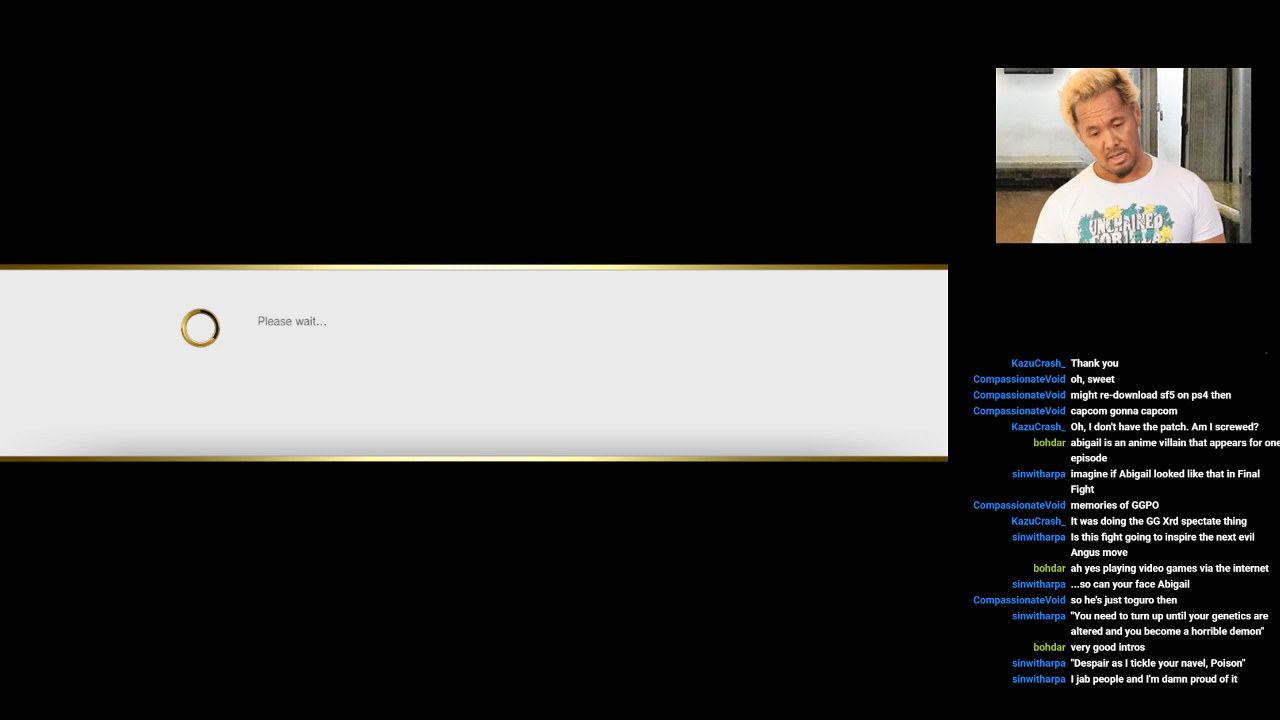 UNCHAINED
GORILLA
Please wait...
KazuCrash_ Thank you
CompassionateVoid oh, sweet
CompassionateVoid might re-download sf5 on ps4 then
CompassionateVoid capcom gonna capcom
KazuCrash_ Oh, I don't have the patch. Am I screwed?
bohdar abigail is an anime villain that appears for one
episode
sinwitharpa imagine if Abigail looked like that in Final
Fight
CompassionateVoid memories of GGPO
KazuCrash_ It was doing the GG Xrd spectate thing
sinwitharpa Is this fight going to inspire the next evil
Angus move
bohdar ah yes playing video games via the internet
sinwitharpa ...so can your face Abigail
CompassionateVoid so he's just toguro then
sinwitharpa "You need to turn up until your genetics are
altered and you become a horrible demon"
bohdar very good intros
sinwitharpa "Despair as I tickle your navel, Poison"
sinwitharpa I jab people and I'm damn proud of it